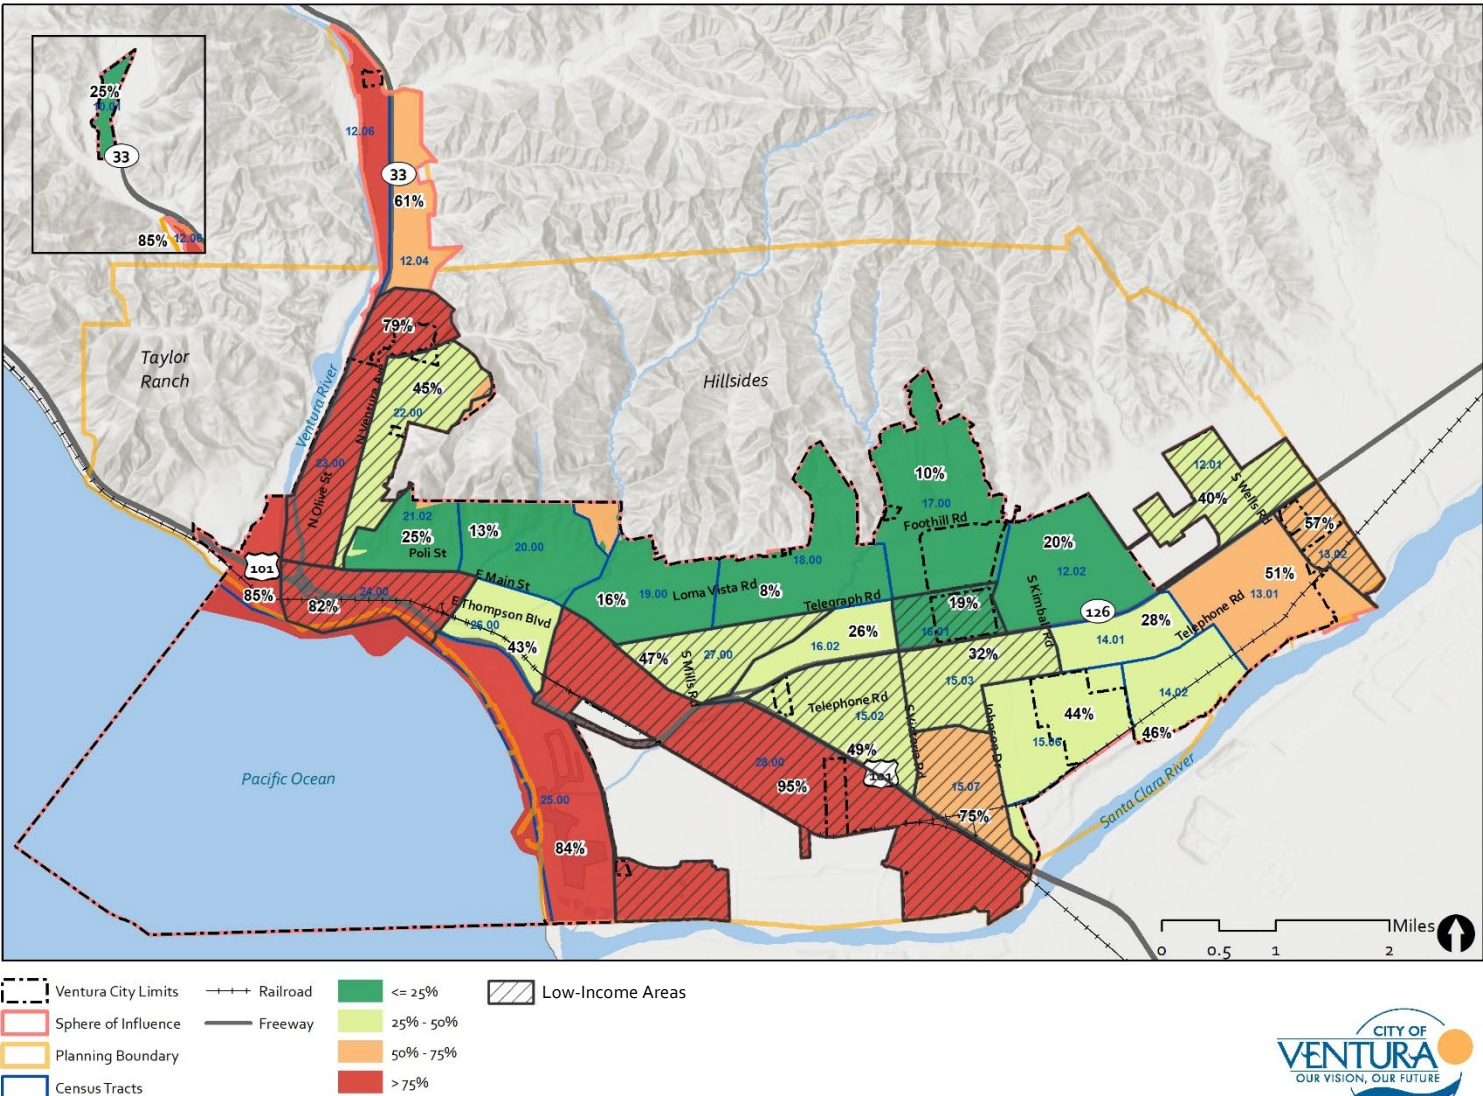 25%
10.01
33
85%
12.06
12.06
33
61%
12.04
79%
Taylor
Ranch
Ventura River
N Ventura Ave
45%
22.00
Hillsides
23.00
N Olive St
10%
17.00
Foothill Rd
12.01
40%
S Wells Rd
57%
13.02
21.02
25%
Poli St
13%
20.00
101
E Main St
85%
82%
24.00
E Thompson Blvd
26.00
43%
16%
19.00
Loma Vista Rd
8%
18.00
Telegraph Rd
20%
12.02
S Kimball Rd
126
51%
13.01
Telephone Rd
28%
14.01
19%
16.01
26%
16.02
47%
27.00
S Mills Rd
32%
15.03
Telephone Rd
15.02
49%
S Victoria Rd
Johnson Dr
44%
15.06
14.02
46%
Pacific Ocean
28.00
95%
101
15.07
75%
25.00
84%
Santa Clara River
Miles
0 0.5 1 2
Ventura City Limits
Sphere of Influence
Planning Boundary
Census Tracts
Railroad
Freeway
<= 25%
25% - 50%
50% - 75%
> 75%
Low-Income Areas
CITY OF
VENTURA
OUR VISION, OUR FUTURE